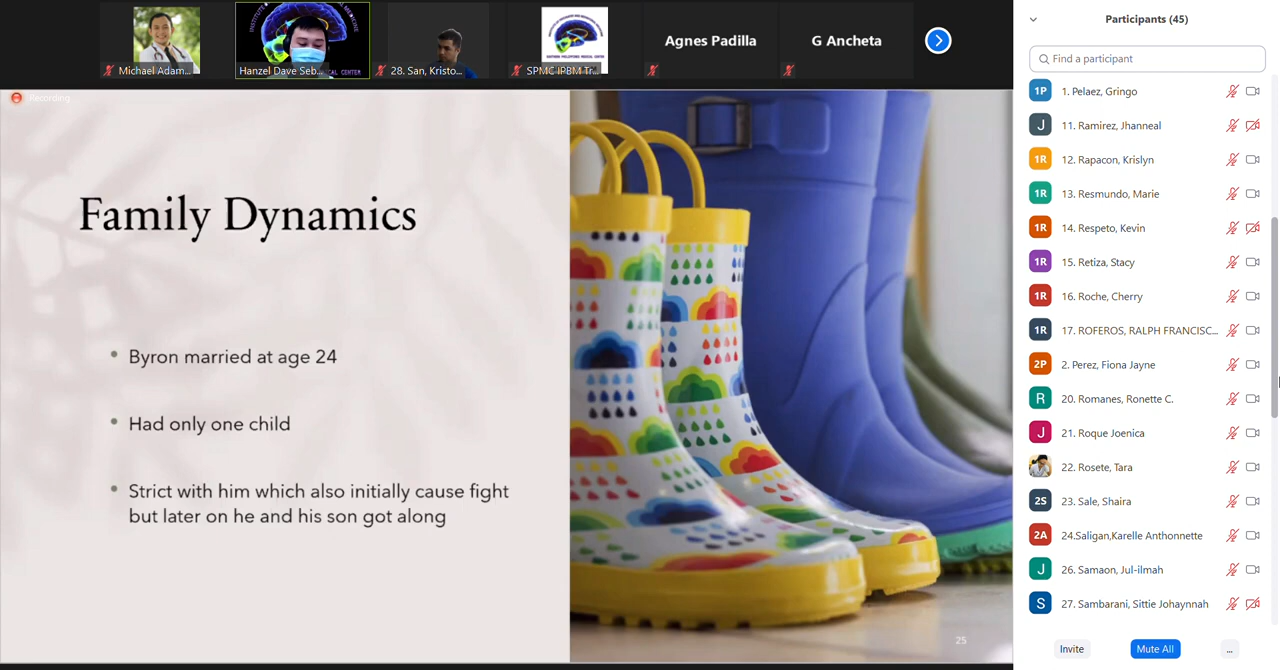 Michael Adam...
Hanzel Dave Seb...
28. San, Kristo...
SPMC IPBM Tr...
Agnes Padilla
G Ancheta
Recording
Family Dynamics
• Byron married at age 24
• Had only one child
• Strict with him which also initially cause fight
but later on he and his son got along
25
Participants (45)
Find a participant
1P 1. Pelaez, Gringo
J 11. Ramirez, Jhanneal
1R 12. Rapacon, Krislyn
1R 13. Resmundo, Marie
1R 14. Respeto, Kevin
1R 15. Retiza, Stacy
1R 16. Roche, Cherry
1R 17. ROFEROS, RALPH FRANCISC...
2P 2. Perez, Fiona Jayne
R 20. Romanes, Ronette C.
J 21. Roque Joenica
22. Rosete, Tara
2S 23. Sale, Shaira
2A 24.Saligan,Karelle Anthonnette
J 26. Samaon, Jul-ilmah
S 27. Sambarani, Sittie Johaynnah
Invite
Mute All
...